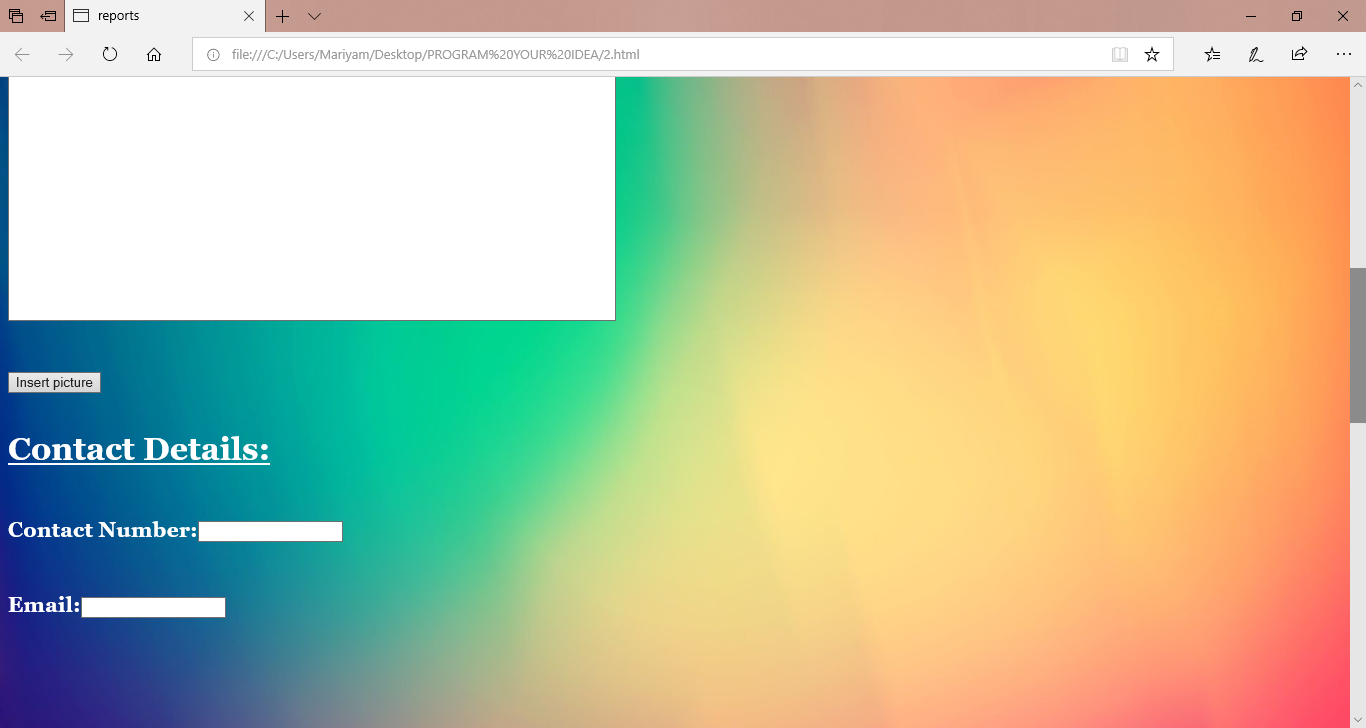 reports
file:///C:/Users/Mariyam/Desktop/PROGRAM%20YOUR%20IDEA/2.html
Insert picture
Contact Details:
Contact Number:
Email: